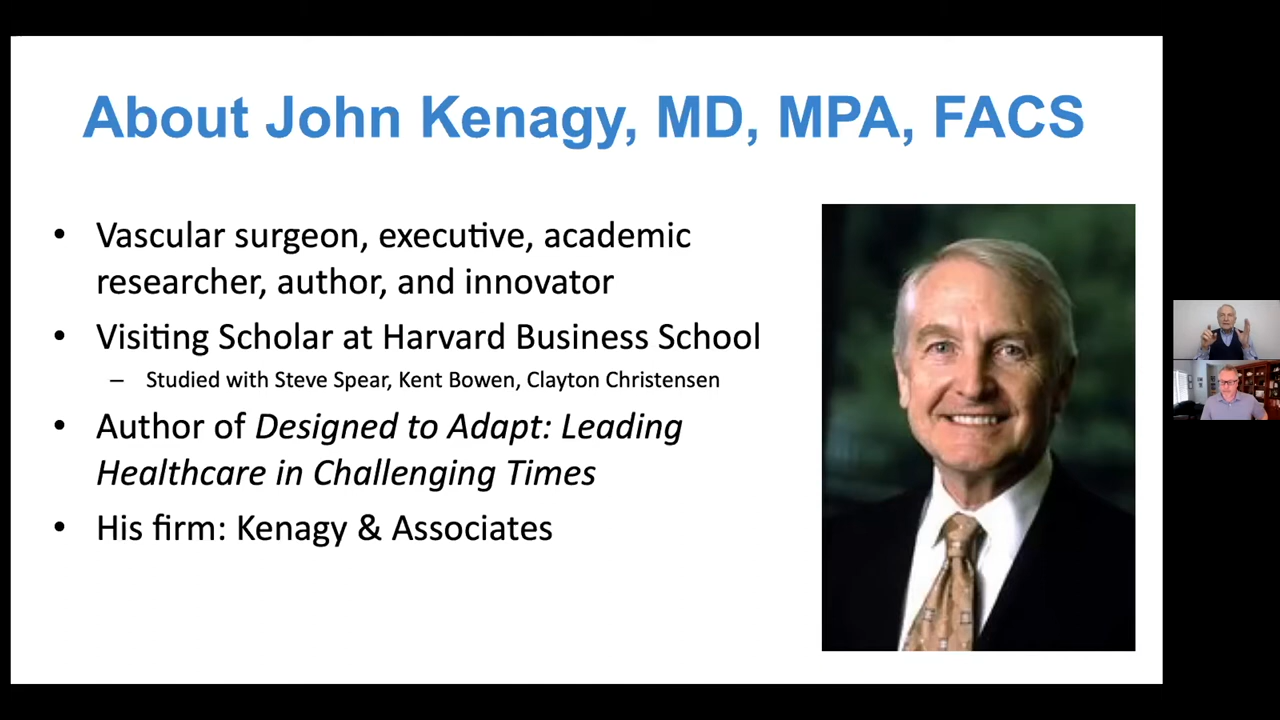 About John Kenagy, MD, MPA, FACS
• Vascular surgeon, executive, academic
researcher, author, and innovator
• Visiting Scholar at Harvard Business School
– Studied with Steve Spear, Kent Bowen, Clayton Christensen
• Author of Designed to Adapt: Leading
Healthcare in Challenging Times
• His firm: Kenagy & Associates